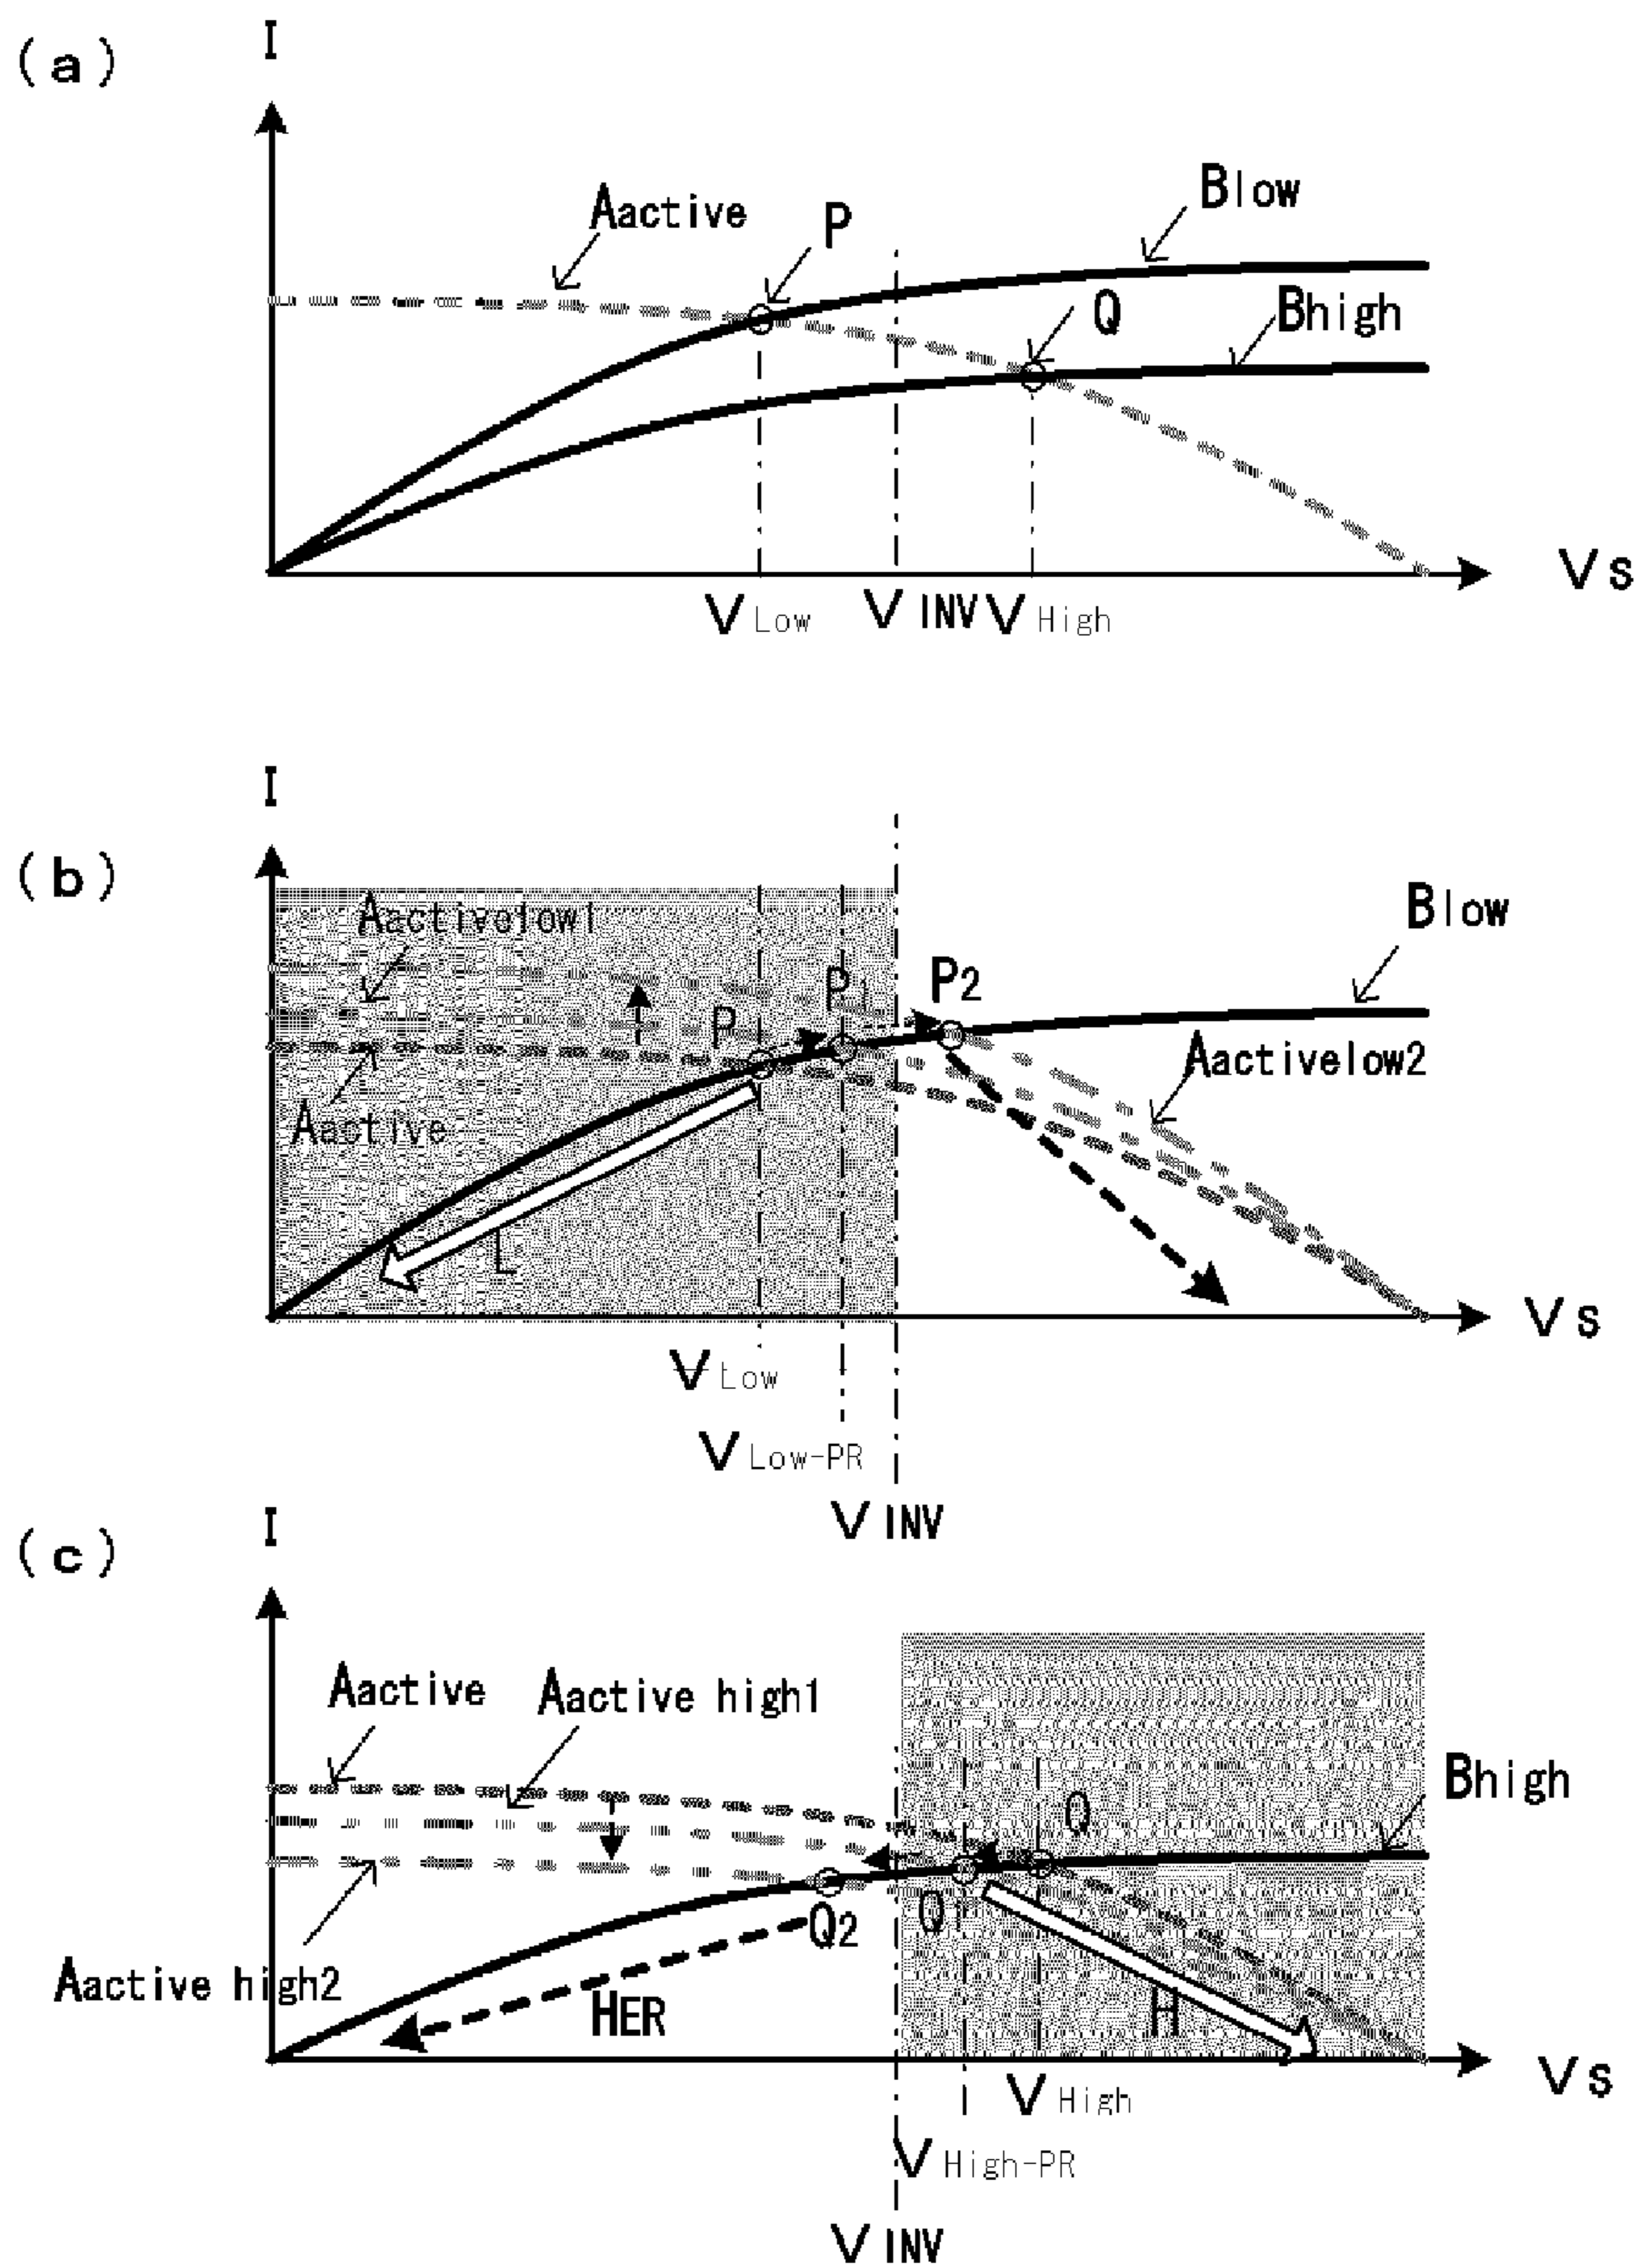 I
(a)
Aactive
P
Blow
Q
Bhigh
Vs
VLow
VINV
VHigh
I
(b)
Aactivelow1
Blow
P
P1
P2
Aactivelow2
Aactive
L
Vs
VLow
VLow-PR
VINV
I
(c)
Aactive
Aactive high1
Bhigh
Q
Q1
Q2
Aactive high2
HER
H
Vs
VHigh
VHigh-PR
VINV